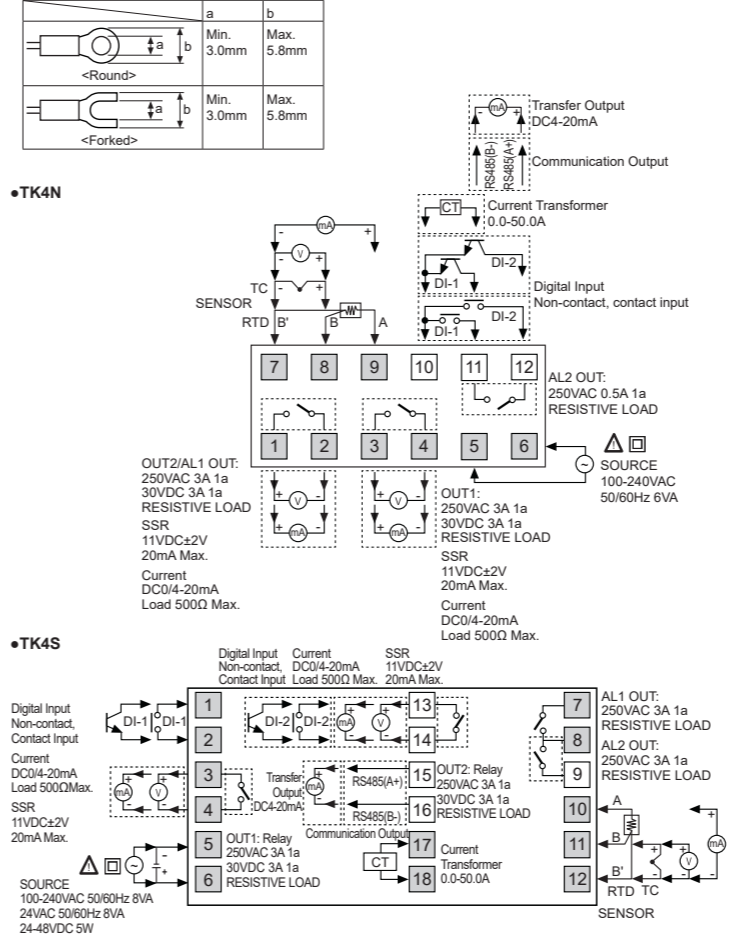 a b
Min.
3.0mm
Max.
5.8mm
a b
<Round>
Min.
3.0mm
Max.
5.8mm
a b
<Forked>
●TK4N
- mA +
Transfer Output
DC4-20mA
RS485(B-)
RS485(A+)
Communication Output
CT
Current Transformer
0.0-50.0A
DI-2
DI-1
Digital Input
Non-contact, contact input
DI-2
DI-1
- mA +
- V +
TC - +
SENSOR
RTD B' B A
7 8 9 10 11 12
AL2 OUT:
250VAC 0.5A 1a
RESISTIVE LOAD
1 2 3 4 5 6
SOURCE
100-240VAC
50/60Hz 6VA
OUT2/AL1 OUT:
250VAC 3A 1a
30VDC 3A 1a
RESISTIVE LOAD
SSR
11VDC±2V
20mA Max.
Current
DC0/4-20mA
Load 500Ω Max.
+ V -
+ mA -
+ V -
+ mA -
OUT1:
250VAC 3A 1a
30VDC 3A 1a
RESISTIVE LOAD
SSR
11VDC±2V
20mA Max.
Current
DC0/4-20mA
Load 500Ω Max.
●TK4S
Digital Input
Non-contact,
Contact Input
Current
DC0/4-20mA
Load 500Ω Max.
SSR
11VDC±2V
20mA Max.
Digital Input
Non-contact,
Contact Input
DI-1 DI-1
1
2
DI-2 DI-2
+ mA -
+ V -
13
14
7
8
9
AL1 OUT:
250VAC 3A 1a
RESISTIVE LOAD
AL2 OUT:
250VAC 3A 1a
RESISTIVE LOAD
Current
DC0/4-20mA
Load 500ΩMax.
SSR
11VDC±2V
20mA Max.
+ mA -
+ V -
3
4
Transfer
Output
DC4-20mA
+ mA -
RS485(A+)
RS485(B-)
Communication Output
15
16
OUT2: Relay
250VAC 3A 1a
30VDC 3A 1a
RESISTIVE LOAD
5
6
- +
OUT1: Relay
250VAC 3A 1a
30VDC 3A 1a
RESISTIVE LOAD
SOURCE
100-240VAC 50/60Hz 8VA
24VAC 50/60Hz 8VA
24-48VDC 5W
CT
17
18
Current
Transformer
0.0-50.0A
10
11
12
A
B
B'
RTD TC
+ V -
+ mA -
SENSOR